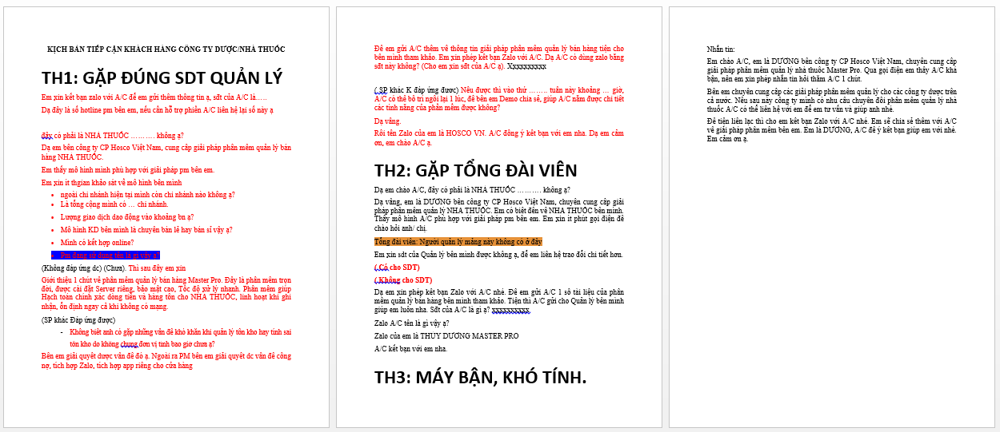 KỊCH BẢN TIẾP CẬN KHÁCH HÀNG CÔNG TY DƯỢC/NHÀ THUỐC
TH1: GẶP ĐÚNG SDT QUẢN LÝ
Em xin kết bạn zalo với A/C để em gửi thêm thông tin ạ, sđt của A/C là…..
Dạ đây là số hotline pm bên em, nếu cần hỗ trợ phiền A/C liên hệ lại số này ạ
đây có phải là NHÀ THUỐC ………. không ạ?
Dạ em bên công ty CP Hosco Việt Nam, cung cấp giải pháp phần mềm quản lý bán
hàng NHÀ THUỐC.
Em thấy mô hình mình phù hợp với giải pháp pm bên em.
Em xin ít thgian khảo sát về mô hình bên mình
• ngoài chi nhánh hiện tại mình còn chi nhánh nào không ạ?
• Là tổng cộng mình có … chi nhánh.
• Lượng giao dịch dao động vào khoảng bn ạ?
• Mô hình KD bên mình là chuyên bán lẻ hay bán sỉ vậy ạ?
• Mình có kết hợp online?
• Pm đang sử dụng tên là gì vậy ạ?
(Không đáp ứng dc) (Chưa). Thì sau đây em xin
Giới thiệu 1 chút về phần mềm quản lý bán hàng Master Pro. Đây là phần mềm trọn
đời, được cài đặt Server riêng, bảo mật cao, Tốc độ xử lý nhanh. Phần mềm giúp
Hạch toán chính xác dòng tiền và hàng tồn cho NHÀ THUỐC, linh hoạt khi ghi
nhận, ổn định ngay cả khi không có mạng.
(SP khác Đáp ứng được)
- Không biết anh có gặp những vấn đề khó khăn khi quản lý tồn kho hay tính sai
tồn kho do không chung đơn vị tính bao giờ chưa ạ?
Bên em giải quyết được vấn đề đó ạ. Ngoài ra PM bên em giải quyết dc vấn đề công
nợ, tích hợp Zalo, tích hợp app riêng cho cửa hàng
Để em gửi A/C thêm về thông tin giải pháp phần mềm quản lý bán hàng tiện cho
bên mình tham khảo. Em xin phép kết bạn Zalo với A/C. Dạ A/C có dùng zalo bằng
sđt này không? (Cho em xin sđt của A/C ạ). Xxxxxxxxxx
( SP khác K đáp ứng được) Nếu được thì vào thứ …….. tuần này khoảng … giờ,
A/C có thể bố trí ngồi lại 1 lúc, để bên em Demo chia sẻ, giúp A/C nắm được chi tiết
các tính năng của phần mềm được không?
Dạ vâng.
Rồi tên Zalo của em là HOSCO VN. A/C đồng ý kết bạn với em nha. Dạ em cảm
ơn, em chào A/C ạ.
TH2: GẶP TỔNG ĐÀI VIÊN
Dạ em chào A/C, đây có phải là NHÀ THUỐC ………. không ạ?
Dạ vâng, em là DƯƠNG bên công ty CP Hosco Việt Nam, chuyên cung cấp giải
pháp phần mềm quản lý NHÀ THUỐC. Em có biết đến về NHÀ THUỐC bên mình.
Thấy mô hình A/C phù hợp với giải pháp pm bên em. Em xin ít phút gọi điện để
chào hỏi anh/ chị.
Tổng đài viên: Người quản lý mảng này không có ở đây
Em xin sdt của Quản lý bên mình được không ạ, để em liên hệ trao đổi chi tiết hơn.
( Có cho SDT)
( Không cho SDT)
Dạ em xin phép kết bạn Zalo với A/C nhé. Để em gửi A/C 1 số tài liệu của phần
mềm quản lý bán hàng bên mình tham khảo. Tiện thì A/C gửi cho Quản lý bên mình
giúp em luôn nha. Sđt của A/C là gì ạ? xxxxxxxxxx
Zalo A/C tên là gì vậy ạ?
Zalo của em là THUY DƯƠNG MASTER PRO
A/C kết bạn với em nha.
TH3: MÁY BẬN, KHÓ TÍNH.
Nhắn tin:
Em chào A/C, em là DƯƠNG bên công ty CP Hosco Việt Nam, chuyên cung cấp
giải pháp phần mềm quản lý nhà thuốc Master Pro. Qua gọi điện em thấy A/C khá
bận, nên em xin phép nhắn tin hỏi thăm A/C 1 chút.
Bên em chuyên cung cấp các giải pháp phần mềm quản lý cho các công ty dược trên
cả nước. Nếu sau này công ty mình có nhu cầu chuyển đổi phần mềm quản lý nhà
thuốc A/C có thể liên hệ với em để em tư vấn và giúp anh nhé.
Để tiện liên lạc thì cho em kết bạn Zalo với A/C nhé. Em sẽ chia sẻ thêm với A/C
về giải pháp phần mềm bên em. Em là DƯƠNG, A/C để ý kết bạn giúp em với nhé.
Em cảm ơn ạ.